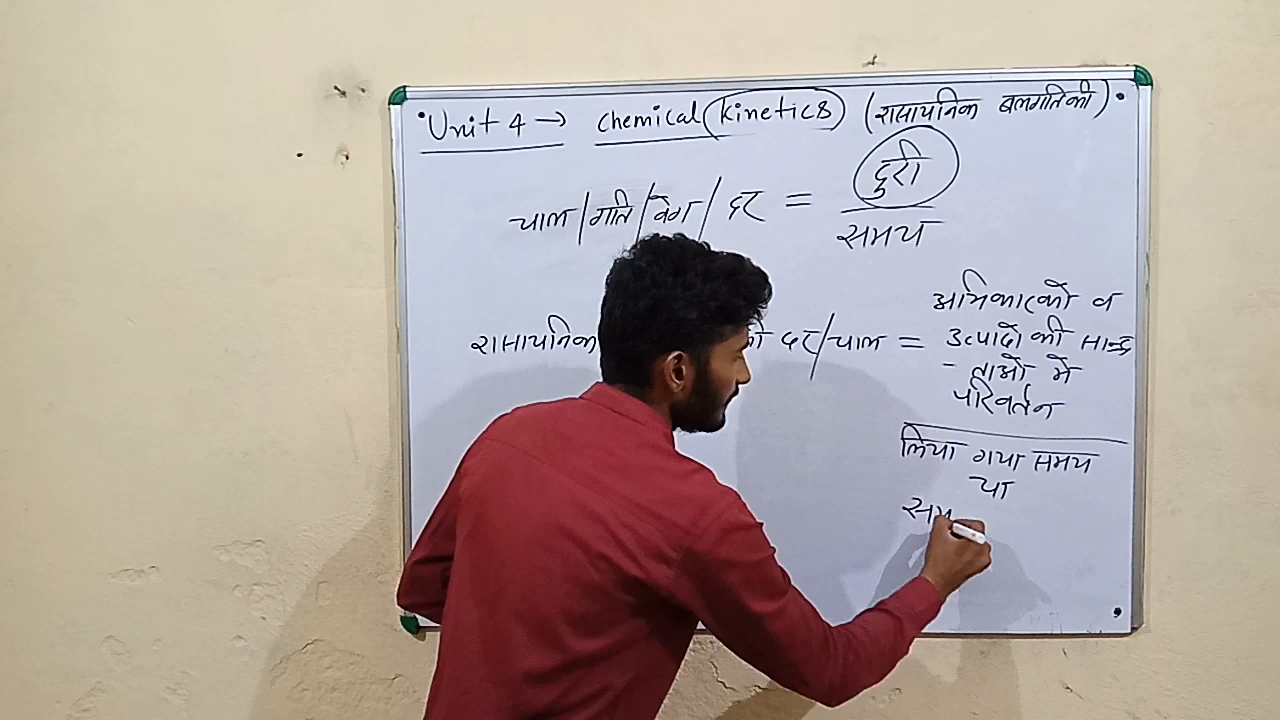 • Unit 4 → chemical kinetics (रासायनिक बलगतिकी) •
चाल / गति / वेग / दर = दुरी
समय
रासायनिक की दर / चाल =
अभिकारको व
उत्पादो की सान्द्र
- ताओ मे
परिवर्तन
लिया गया समय
या
सम